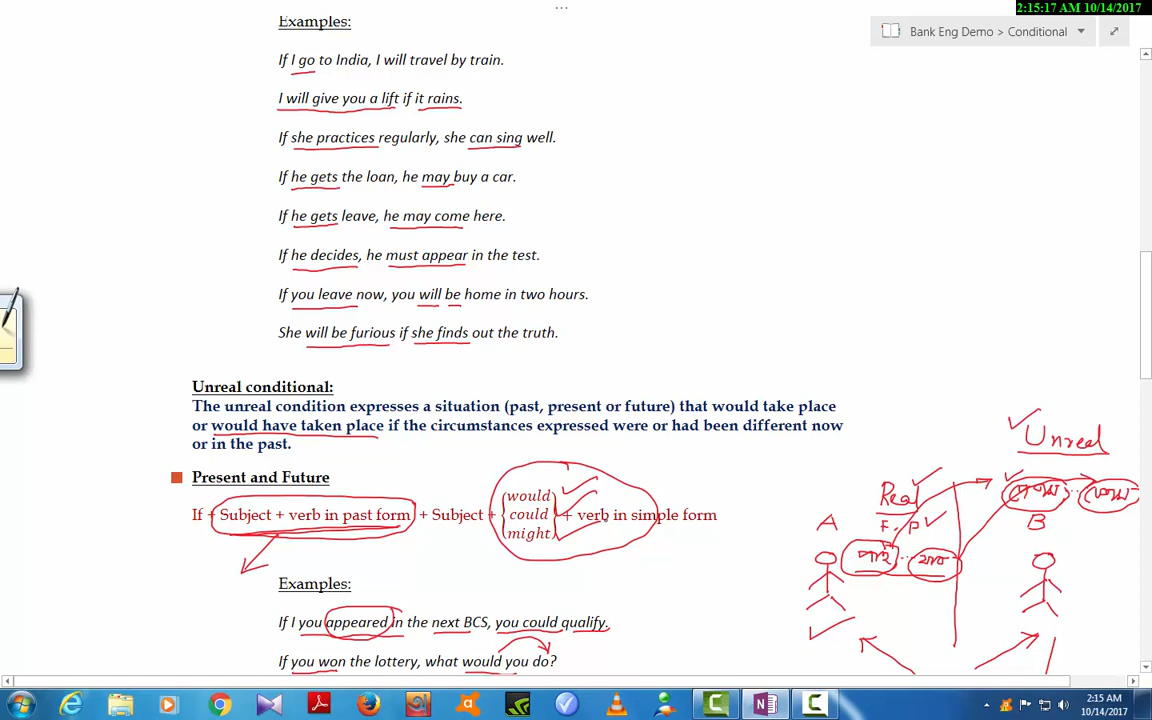 2:15:17 AM 10/14/2017
Bank Eng Demo > Conditional
Examples:
If I go to India, I will travel by train.
I will give you a lift if it rains.
If she practices regularly, she can sing well.
If he gets the loan, he may buy a car.
If he gets leave, he may come here.
If he decides, he must appear in the test.
If you leave now, you will be home in two hours.
She will be furious if she finds out the truth.
Unreal conditional:
The unreal condition expresses a situation (past, present or future) that would take place
or would have taken place if the circumstances expressed were or had been different now
or in the past.
Present and Future
If + Subject + verb in past form + Subject + {would could might} + verb in simple form
Examples:
If I you appeared in the next BCS, you could qualify.
If you won the lottery, what would you do?
Unreal
Real
F. P
A
B
2:15 AM
10/14/2017